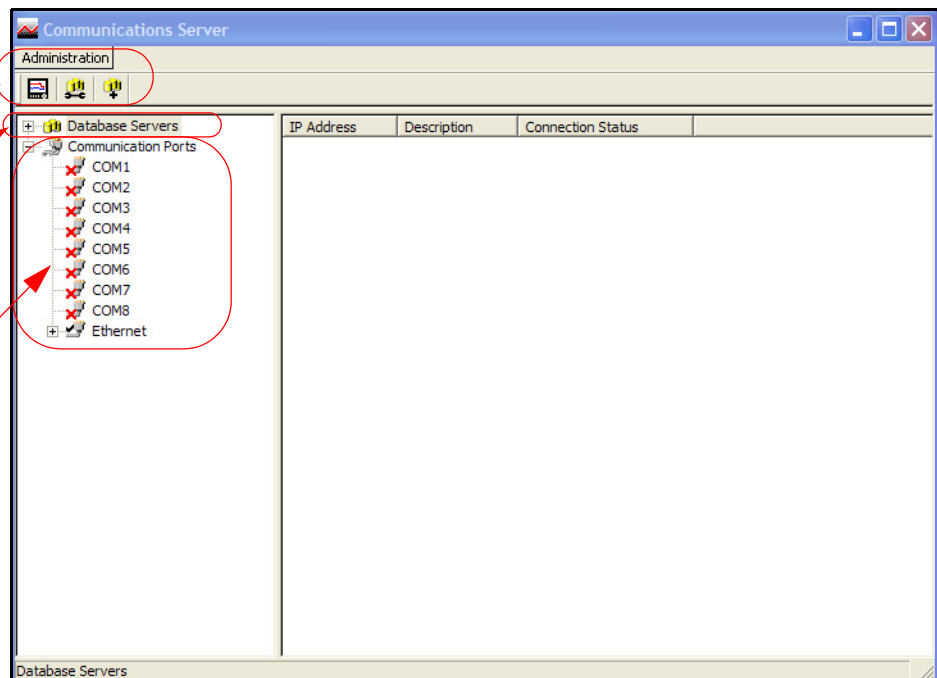 Communications Server
Administration
Database Servers
IP Address Description Connection Status
Communication Ports
COM1
COM2
COM3
COM4
COM5
COM6
COM7
COM8
Ethernet
Database Servers